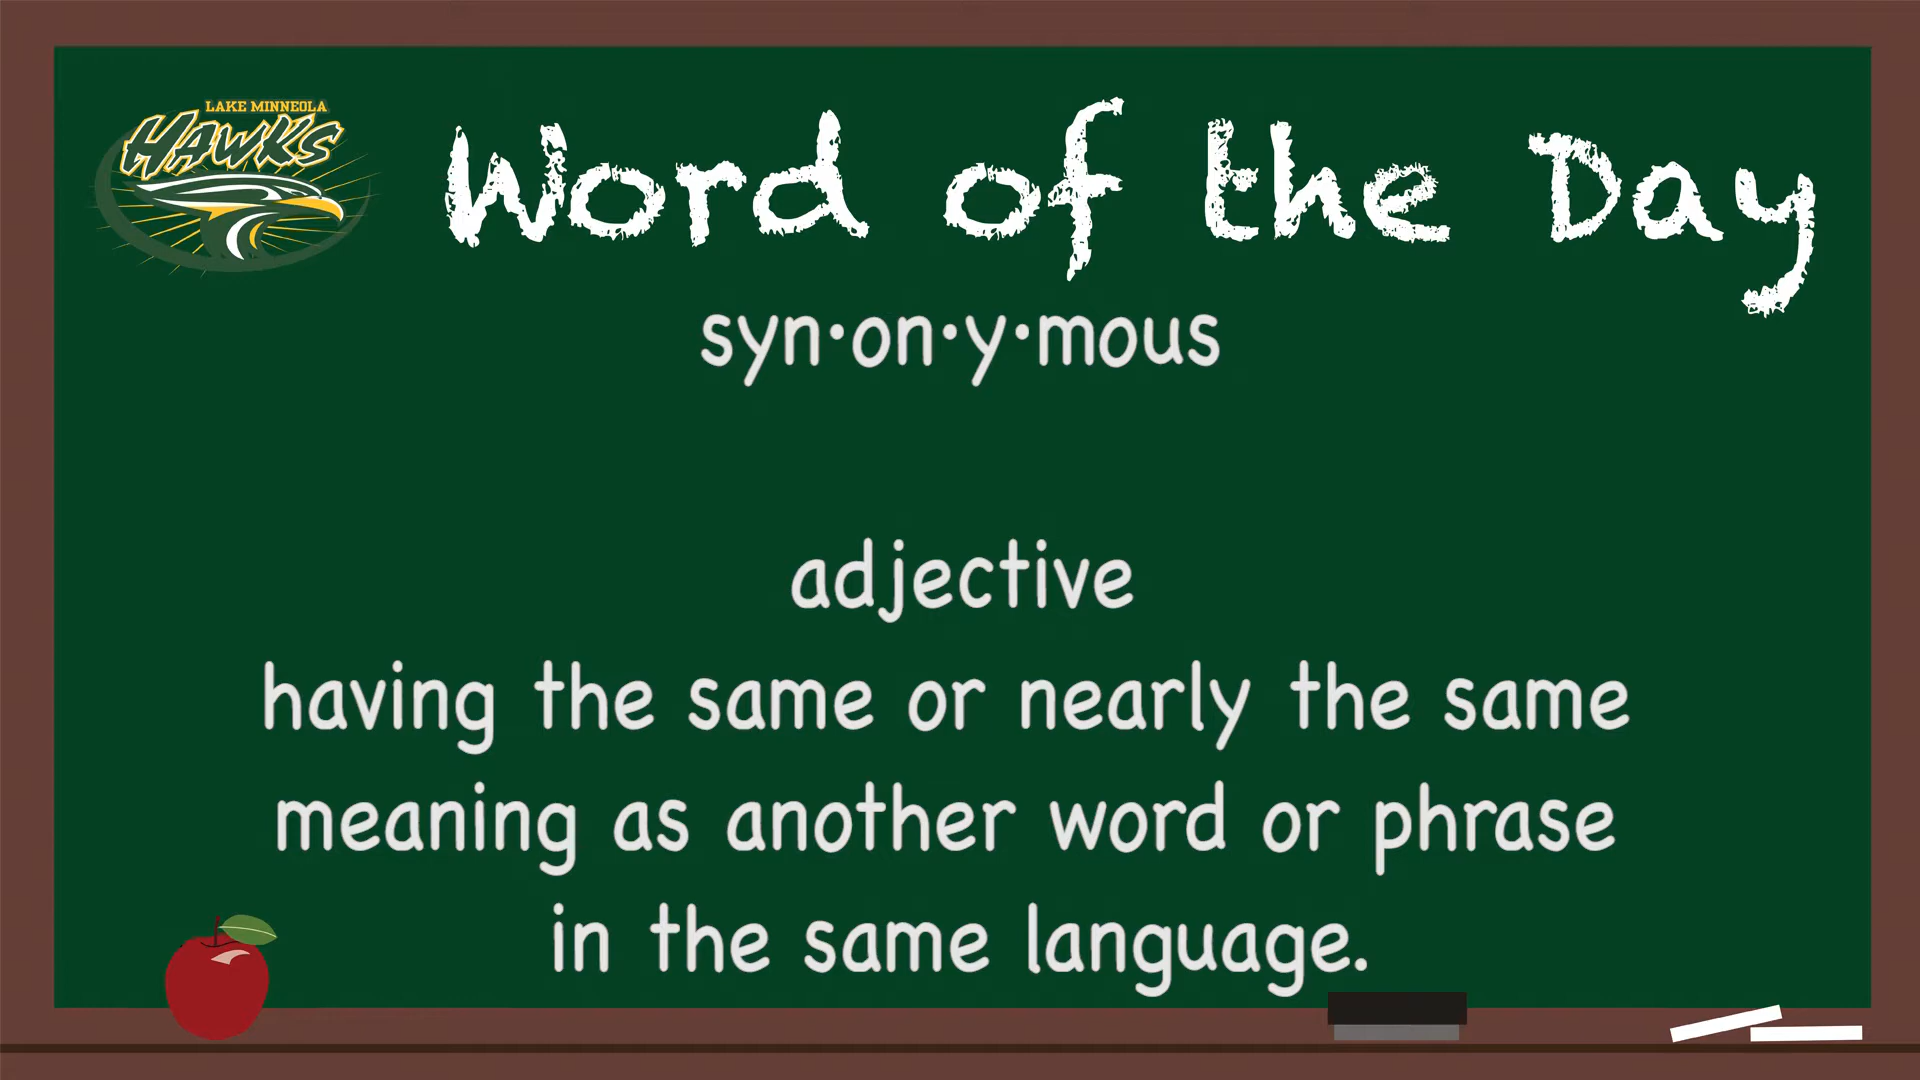 LAKE MINNEOLA
HAWKS
Word of the Day
syn·on·y·mous
adjective
having the same or nearly the same
meaning as another word or phrase
in the same language.